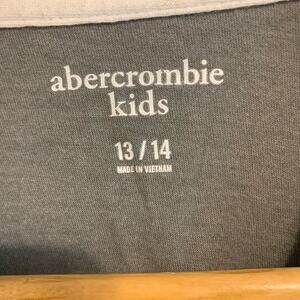 abercrombie
kids
13 / 14
MADE IN VIETNAM